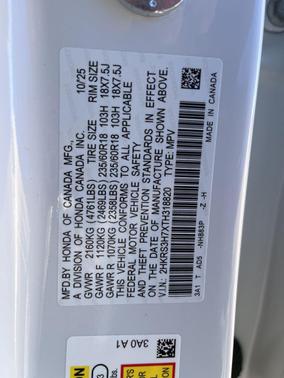 MFD.BY HONDA OF CANADA MFG.,
A DIVISION OF HONDA CANADA INC. 10/25
GVWR 2160KG (4761LBS) TIRE SIZE RIM SIZE
GAWR F 1120KG (2469LBS) 235/60R18 103H 18X7.5J
GAWR R 1070KG (2358LBS) 235/60R18 103H 18X7.5J
THIS VEHICLE CONFORMS TO ALL APPLICABLE
FEDERAL MOTOR VEHICLE SAFETY
AND THEFT PREVENTION STANDARDS IN EFFECT
ON THE DATE OF MANUFACTURE SHOWN ABOVE.
V.I.N: 2HKRS3H7XTH318820 TYPE: MPV
3A1 T AD5 -NH883P -Z -H
MADE IN CANADA
3A0 A1